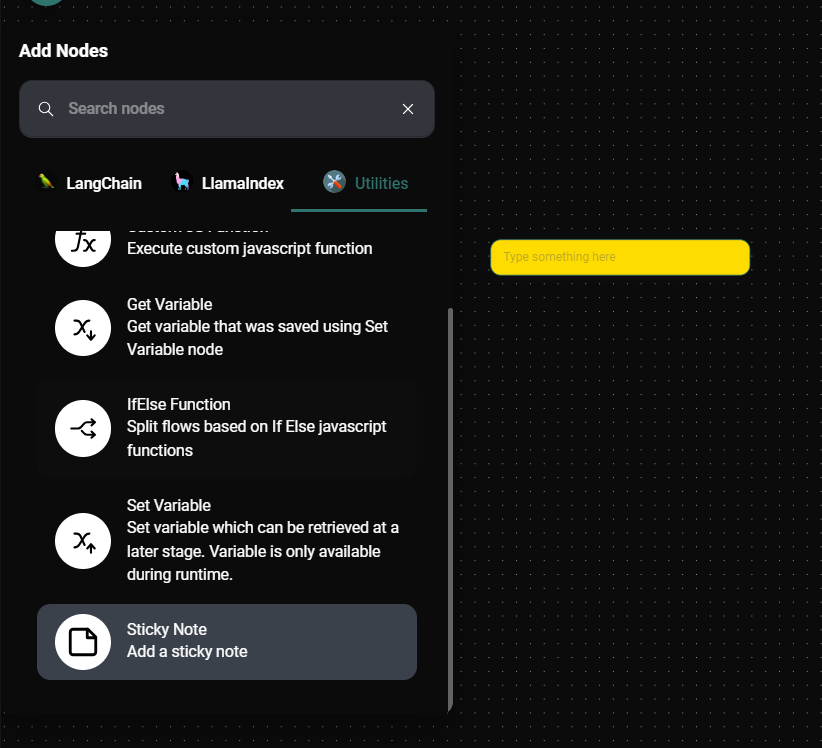 Add Nodes
Search nodes
LangChain
LlamaIndex
Utilities
Execute custom javascript function
Get Variable
Get variable that was saved using Set
Variable node
IfElse Function
Split flows based on If Else javascript
functions
Set Variable
Set variable which can be retrieved at a
later stage. Variable is only available
during runtime.
Sticky Note
Add a sticky note
Type something here